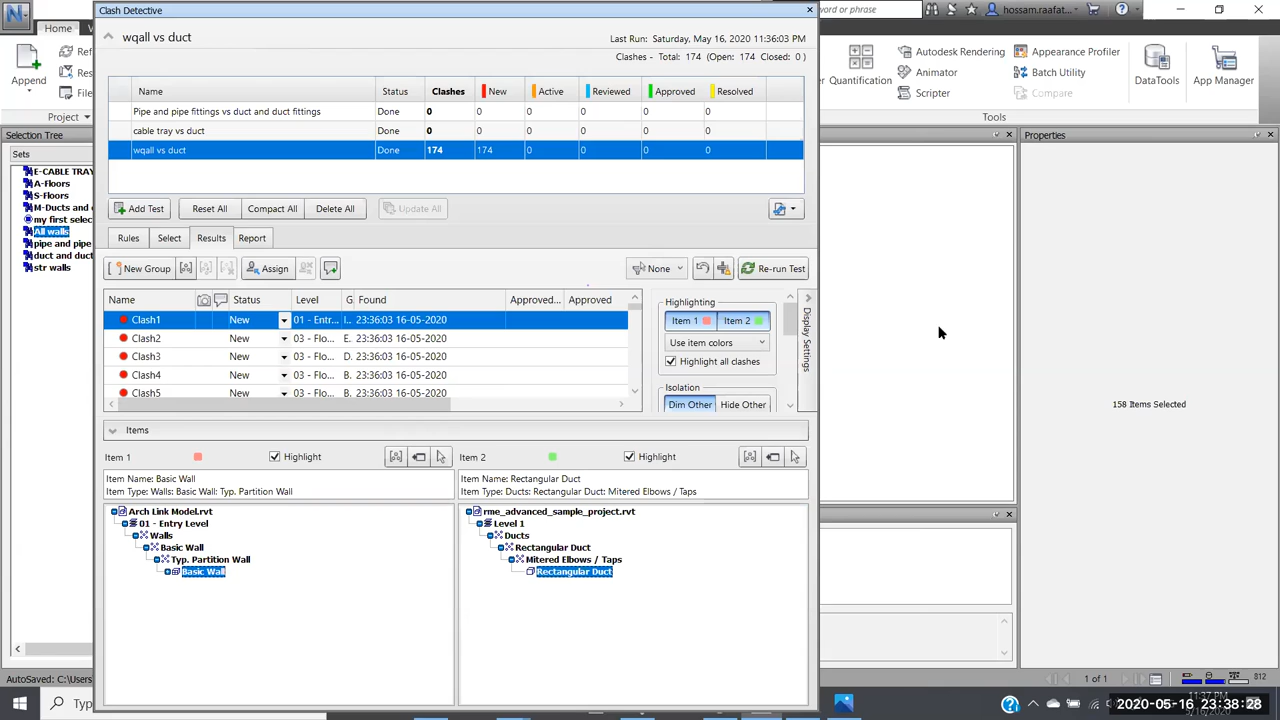 Clash Detective
wqall vs duct
Last Run: Saturday, May 16, 2020 11:36:03 PM
Clashes - Total: 174 (Open: 174 Closed: 0 )
Name Status Clashes New Active Reviewed Approved Resolved
Pipe and pipe fittings vs duct and duct fittings Done 0 0 0 0 0 0
cable tray vs duct Done 0 0 0 0 0 0
wqall vs duct Done 174 174 0 0 0 0
Add Test Reset All Compact All Delete All Update All
Rules Select Results Report
New Group Assign None Re-run Test
Name Status Level G Found Approved... Approved
Clash1 New 01 - Entr... I.. 23:36:03 16-05-2020
Clash2 New 03 - Flo... E. 23:36:03 16-05-2020
Clash3 New 03 - Flo... D. 23:36:03 16-05-2020
Clash4 New 03 - Flo... B. 23:36:03 16-05-2020
Clash5 New 03 - Flo... B. 23:36:03 16-05-2020
Highlighting
Item 1 Item 2
Use item colors
Highlight all clashes
Isolation
Dim Other Hide Other
Display Settings
Items
Item 1 Highlight
Item Name: Basic Wall
Item Type: Walls: Basic Wall: Typ. Partition Wall
Arch Link Model.rvt
01 - Entry Level
Walls
Basic Wall
Typ. Partition Wall
Basic Wall
Item 2 Highlight
Item Name: Rectangular Duct
Item Type: Ducts: Rectangular Duct: Mitered Elbows / Taps
rme_advanced_sample_project.rvt
Level 1
Ducts
Rectangular Duct
Mitered Elbows / Taps
Rectangular Duct
N
Home
Append
Ref
Res
File
Project
Selection Tree
Sets
E-CABLE TRAY
A-Floors
S-Floors
M-Ducts and
my first selec
All walls
pipe and pipe
duct and duct
str walls
AutoSaved: C:\Users
Ty
word or phrase hossam.raafat...
Quantification
Autodesk Rendering Appearance Profiler
Animator Batch Utility
Scripter Compare
DataTools App Manager
Tools
Properties
158 Items Selected
1 of 1
812
11:37 PM
2020-05-16 23:38:28